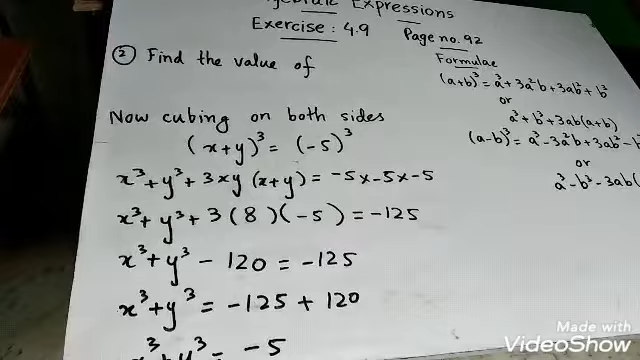 Expressions
Exercise : 4.9 Page no. 92
② Find the value of
Formulae
(a+b)³ = a³+3a²b+3ab²+b³
or
a³+b³+3ab(a+b)
(a-b)³ = a³-3a²b+3ab²-b
or
a³-b³-3ab(
Now cubing on both sides
(x+y)³ = (-5)³
x³+y³+3xy(x+y) = -5x-5x-5
x³+y³+3(8)(-5) = -125
x³+y³-120 = -125
x³+y³ = -125+120
x³+y³ = -5
Made with
VideoShow